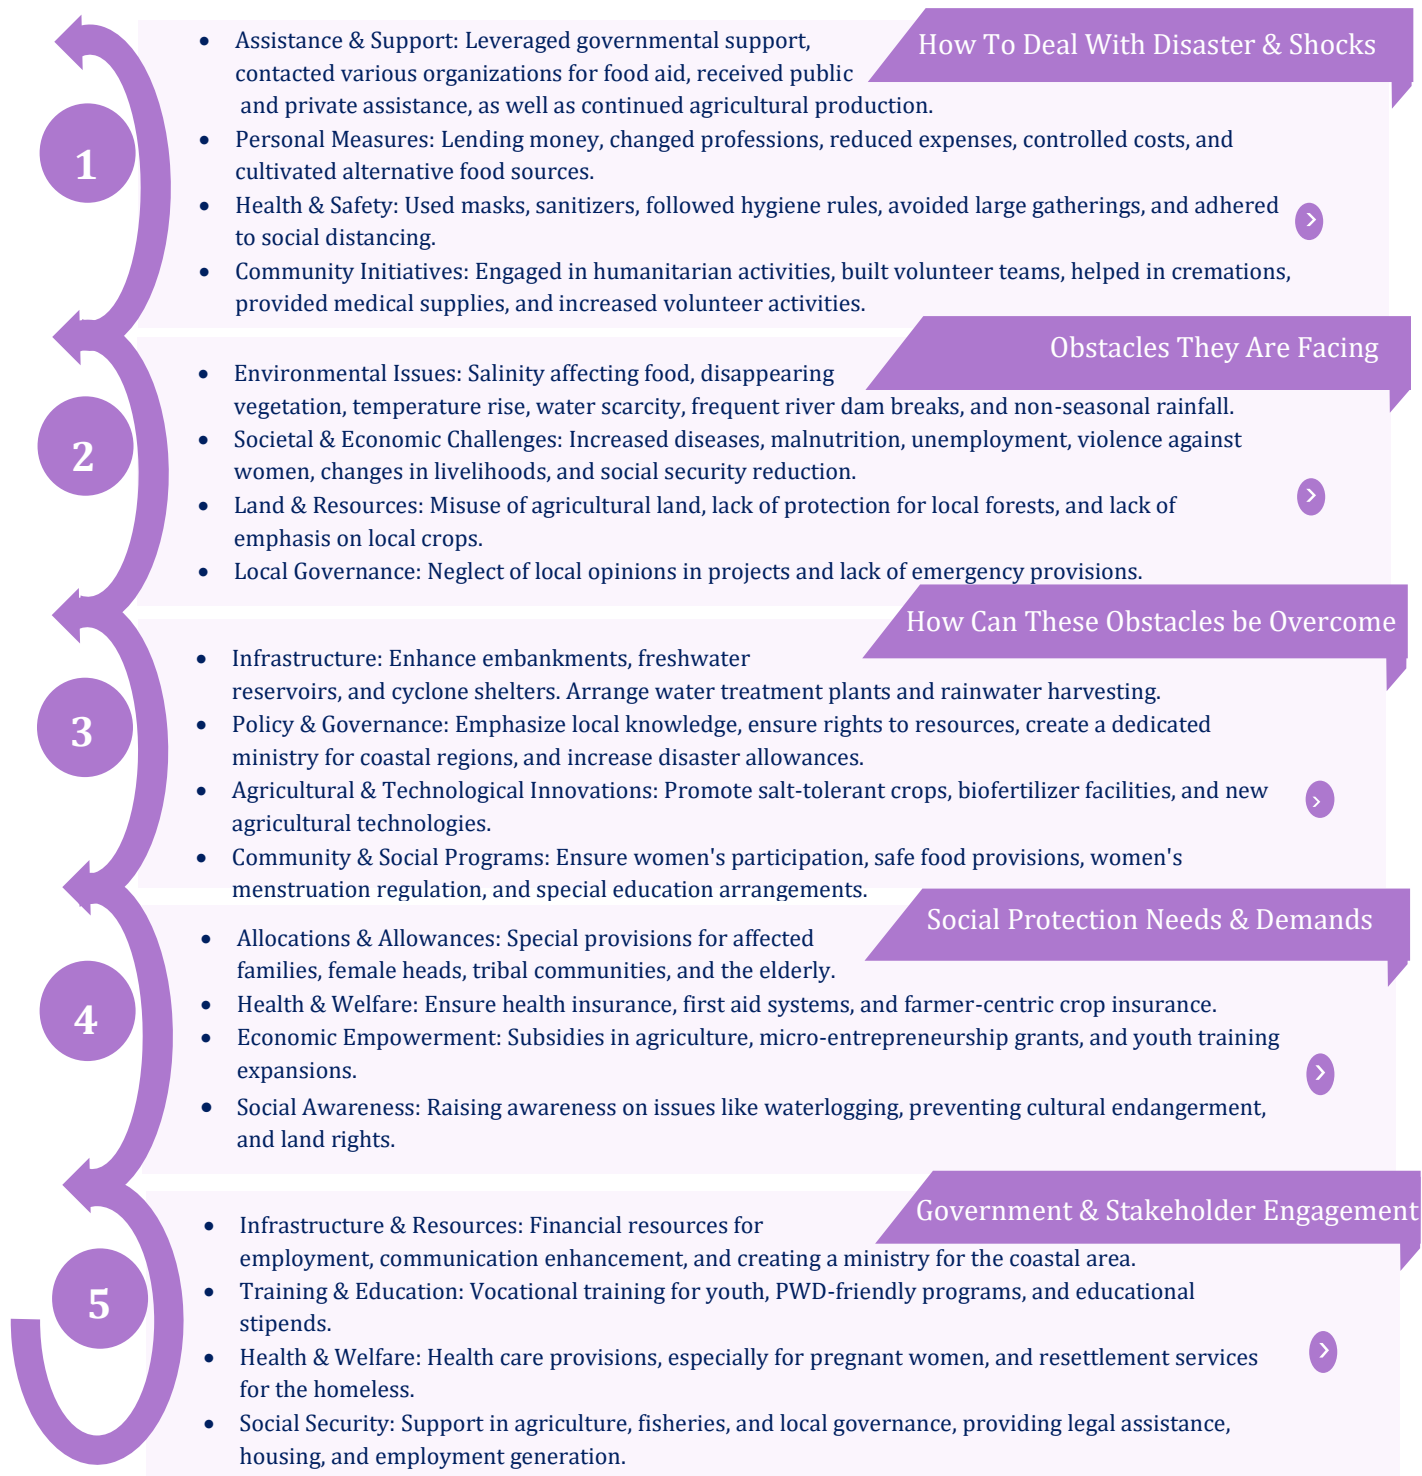 How To Deal With Disaster & Shocks
1
• Assistance & Support: Leveraged governmental support,
contacted various organizations for food aid, received public
and private assistance, as well as continued agricultural production.
• Personal Measures: Lending money, changed professions, reduced expenses, controlled costs, and
cultivated alternative food sources.
• Health & Safety: Used masks, sanitizers, followed hygiene rules, avoided large gatherings, and adhered
to social distancing.
• Community Initiatives: Engaged in humanitarian activities, built volunteer teams, helped in cremations,
provided medical supplies, and increased volunteer activities.
Obstacles They Are Facing
2
• Environmental Issues: Salinity affecting food, disappearing
vegetation, temperature rise, water scarcity, frequent river dam breaks, and non-seasonal rainfall.
• Societal & Economic Challenges: Increased diseases, malnutrition, unemployment, violence against
women, changes in livelihoods, and social security reduction.
• Land & Resources: Misuse of agricultural land, lack of protection for local forests, and lack of
emphasis on local crops.
• Local Governance: Neglect of local opinions in projects and lack of emergency provisions.
How Can These Obstacles be Overcome
3
• Infrastructure: Enhance embankments, freshwater
reservoirs, and cyclone shelters. Arrange water treatment plants and rainwater harvesting.
• Policy & Governance: Emphasize local knowledge, ensure rights to resources, create a dedicated
ministry for coastal regions, and increase disaster allowances.
• Agricultural & Technological Innovations: Promote salt-tolerant crops, biofertilizer facilities, and new
agricultural technologies.
• Community & Social Programs: Ensure women's participation, safe food provisions, women's
menstruation regulation, and special education arrangements.
Social Protection Needs & Demands
4
• Allocations & Allowances: Special provisions for affected
families, female heads, tribal communities, and the elderly.
• Health & Welfare: Ensure health insurance, first aid systems, and farmer-centric crop insurance.
• Economic Empowerment: Subsidies in agriculture, micro-entrepreneurship grants, and youth training
expansions.
• Social Awareness: Raising awareness on issues like waterlogging, preventing cultural endangerment,
and land rights.
Government & Stakeholder Engagement
5
• Infrastructure & Resources: Financial resources for
employment, communication enhancement, and creating a ministry for the coastal area.
• Training & Education: Vocational training for youth, PWD-friendly programs, and educational
stipends.
• Health & Welfare: Health care provisions, especially for pregnant women, and resettlement services
for the homeless.
• Social Security: Support in agriculture, fisheries, and local governance, providing legal assistance,
housing, and employment generation.